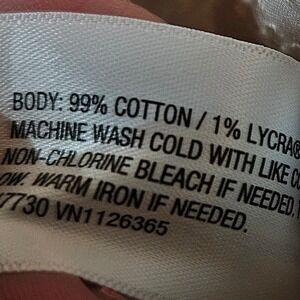 BODY: 99% COTTON / 1% LYCRA®
MACHINE WASH COLD WITH LIKE
NON-CHLORINE BLEACH IF NEEDED,
WARM IRON IF NEEDED.
7730 VN1126365